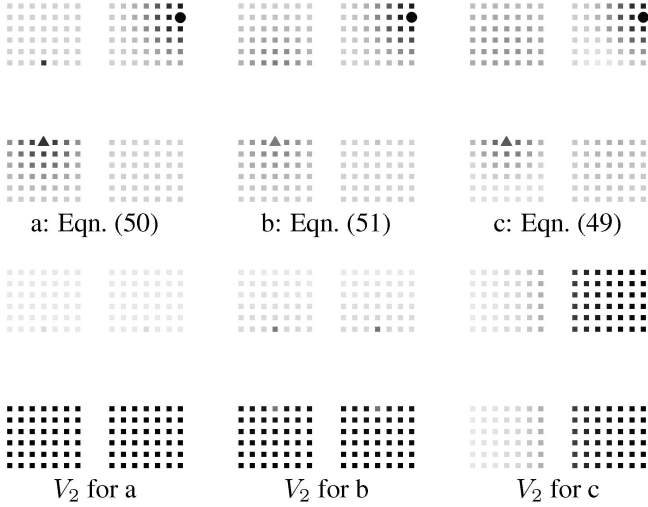 a: Eqn. (50) b: Eqn. (51) c: Eqn. (49)
V₂ for a V₂ for b V₂ for c